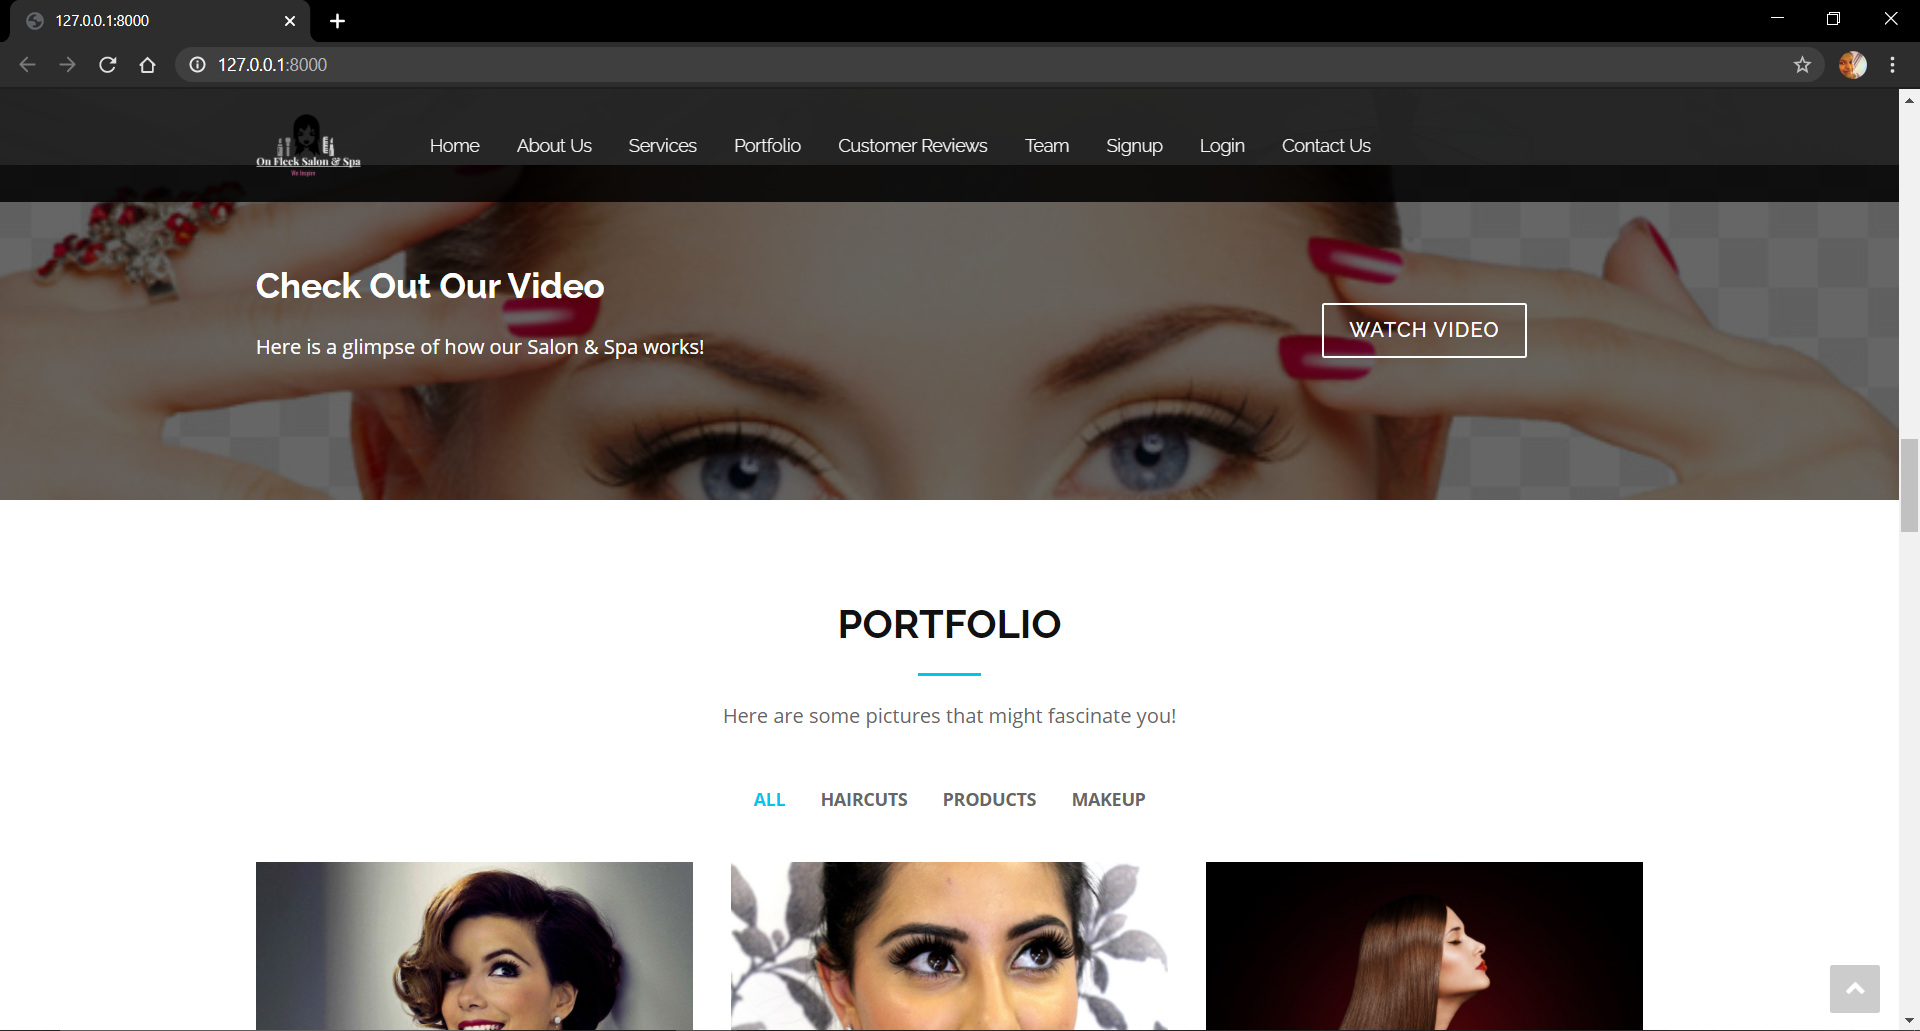 127.0.0.1:8000
127.0.0.1:8000
On Fleek Salon & Spa
We Inspire
Home About Us Services Portfolio Customer Reviews Team Signup Login Contact Us
Check Out Our Video
Here is a glimpse of how our Salon & Spa works!
WATCH VIDEO
PORTFOLIO
Here are some pictures that might fascinate you!
ALL HAIRCUTS PRODUCTS MAKEUP